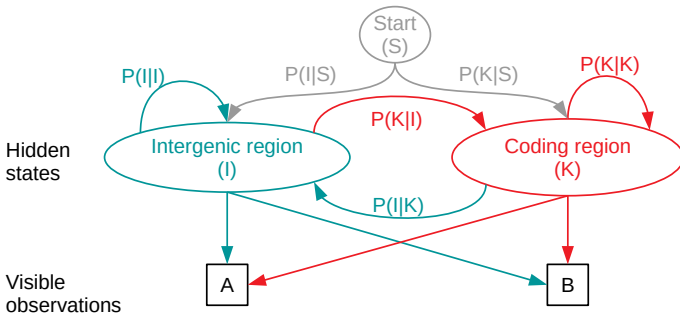 Start
(S)
P(I|I)
P(I|S)
P(K|S)
P(K|K)
P(K|I)
Hidden
states
Intergenic region
(I)
Coding region
(K)
P(I|K)
Visible
observations
A
B